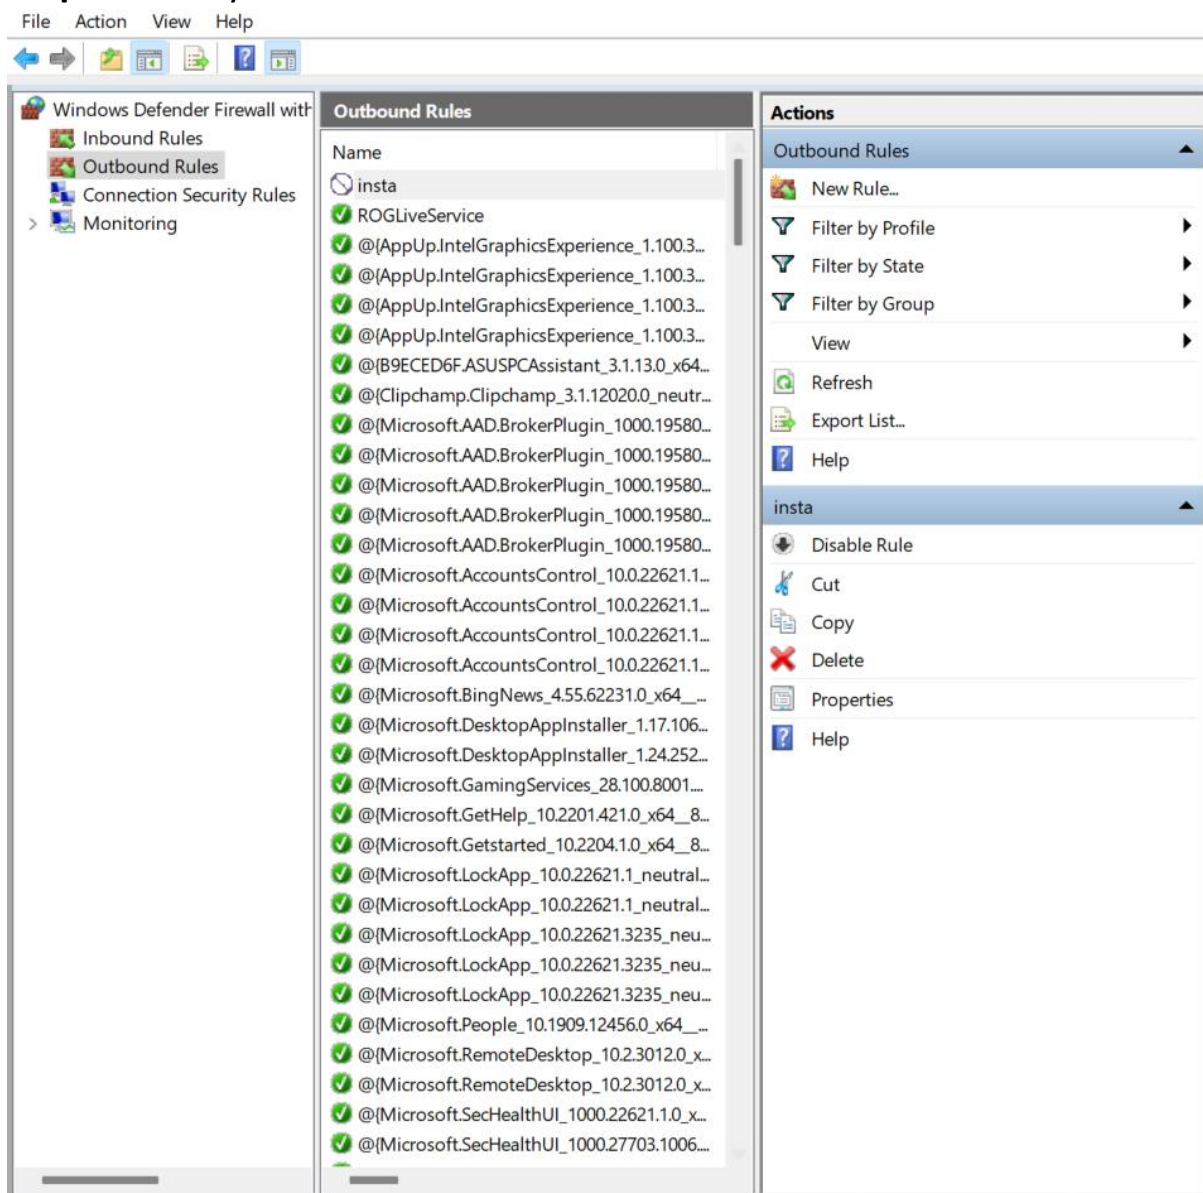 File Action View Help
Windows Defender Firewall with
Inbound Rules
Outbound Rules
Connection Security Rules
Monitoring
Outbound Rules
Name
insta
ROGLiveService
@{AppUp.IntelGraphicsExperience_1.100.3...
@{AppUp.IntelGraphicsExperience_1.100.3...
@{AppUp.IntelGraphicsExperience_1.100.3...
@{AppUp.IntelGraphicsExperience_1.100.3...
@{B9ECED6F.ASUSPCAssistant_3.1.13.0_x64...
@{Clipchamp.Clipchamp_3.1.12020.0_neutr...
@{Microsoft.AAD.BrokerPlugin_1000.19580...
@{Microsoft.AAD.BrokerPlugin_1000.19580...
@{Microsoft.AAD.BrokerPlugin_1000.19580...
@{Microsoft.AAD.BrokerPlugin_1000.19580...
@{Microsoft.AAD.BrokerPlugin_1000.19580...
@{Microsoft.AccountsControl_10.0.22621.1...
@{Microsoft.AccountsControl_10.0.22621.1...
@{Microsoft.AccountsControl_10.0.22621.1...
@{Microsoft.AccountsControl_10.0.22621.1...
@{Microsoft.BingNews_4.55.62231.0_x64__...
@{Microsoft.DesktopAppInstaller_1.17.106...
@{Microsoft.DesktopAppInstaller_1.24.252...
@{Microsoft.GamingServices_28.100.8001....
@{Microsoft.GetHelp_10.2201.421.0_x64__8...
@{Microsoft.Getstarted_10.2204.1.0_x64__8...
@{Microsoft.LockApp_10.0.22621.1_neutral...
@{Microsoft.LockApp_10.0.22621.1_neutral...
@{Microsoft.LockApp_10.0.22621.3235_neu...
@{Microsoft.LockApp_10.0.22621.3235_neu...
@{Microsoft.LockApp_10.0.22621.3235_neu...
@{Microsoft.People_10.1909.12456.0_x64__...
@{Microsoft.RemoteDesktop_10.2.3012.0_x...
@{Microsoft.RemoteDesktop_10.2.3012.0_x...
@{Microsoft.SecHealthUI_1000.22621.1.0_x...
@{Microsoft.SecHealthUI_1000.27703.1006....
Actions
Outbound Rules
New Rule...
Filter by Profile
Filter by State
Filter by Group
View
Refresh
Export List...
Help
insta
Disable Rule
Cut
Copy
Delete
Properties
Help